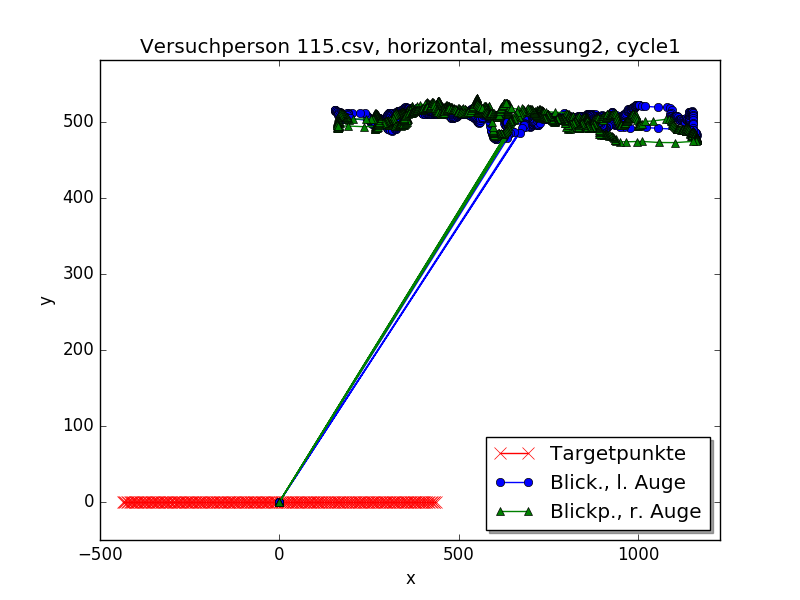 Versuchperson 115.csv, horizontal, messung2, cycle1
500
400
300
200
100
0
y
−500
0
500
1000
x
Targetpunkte
Blick., l. Auge
Blickp., r. Auge